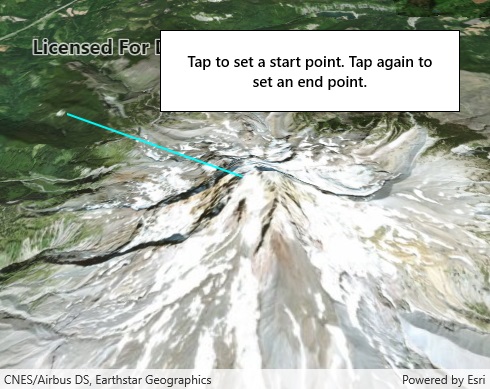 Licensed For D
Tap to set a start point. Tap again to
set an end point.
CNES/Airbus DS, Earthstar Geographics
Powered by Esri